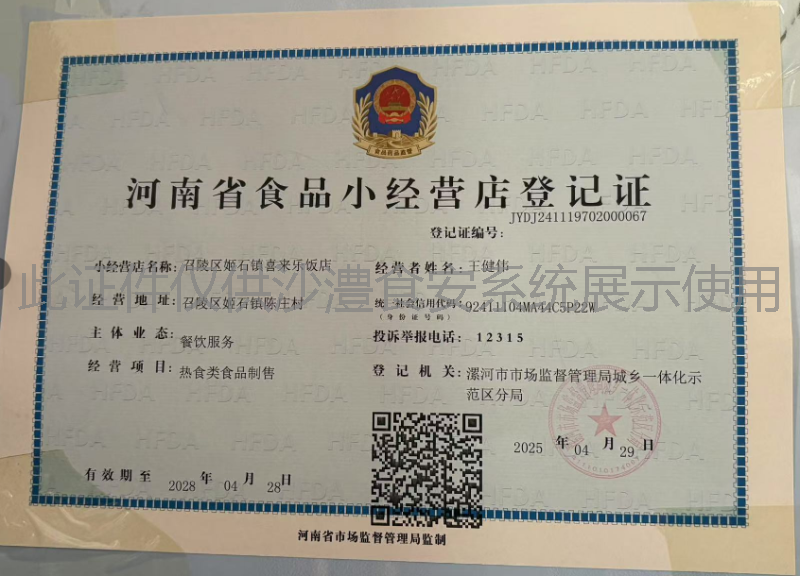 食品药品监管
河南省食品小经营店登记证
JYDJ241119702000067
登记证编号:
小经营店名称: 召陵区姬石镇喜来乐饭店
经营者姓名: 王健伟
此证件仅供沙澧食安系统展示使用
经营地址: 召陵区姬石镇陈庄村
统一社会信用代码: 92411104MA44C5P22W
(身份证号码)
主体业态: 餐饮服务
投诉举报电话: 12315
经营项目: 热食类食品制售
登记机关: 漯河市市场监督管理局城乡一体化示
范区分局
2025 年 04 月 29 日
有效期至 2028 年 04 月 28 日
河南省市场监督管理局监制
HFDA